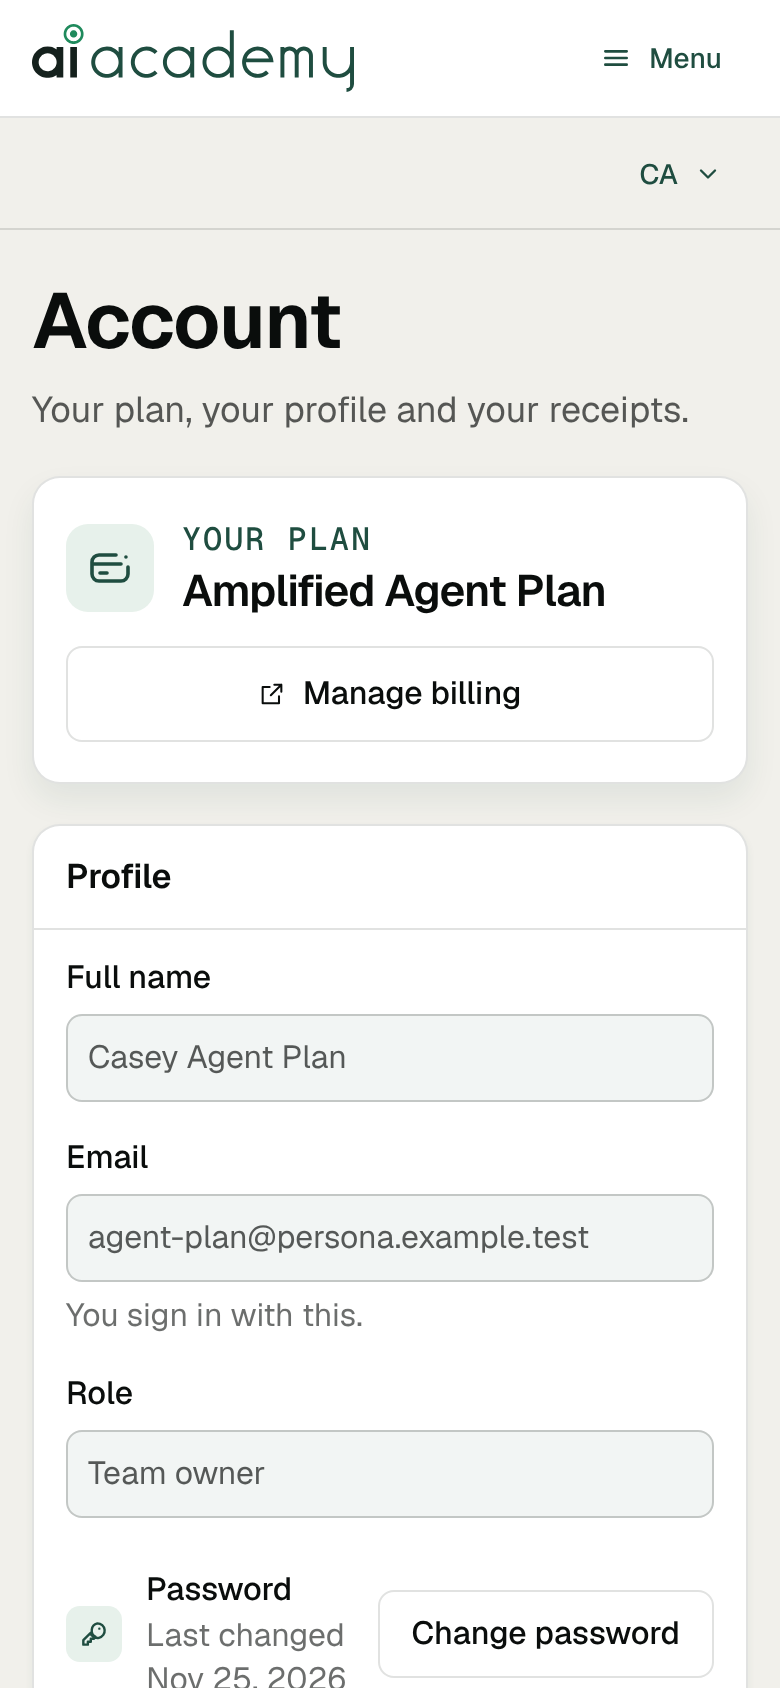 ai academy
Menu
CA
Account
Your plan, your profile and your receipts.
YOUR PLAN
Amplified Agent Plan
Manage billing
Profile
Full name
Casey Agent Plan
Email
agent-plan@persona.example.test
You sign in with this.
Role
Team owner
Password
Last changed
Nov 25, 2026
Change password